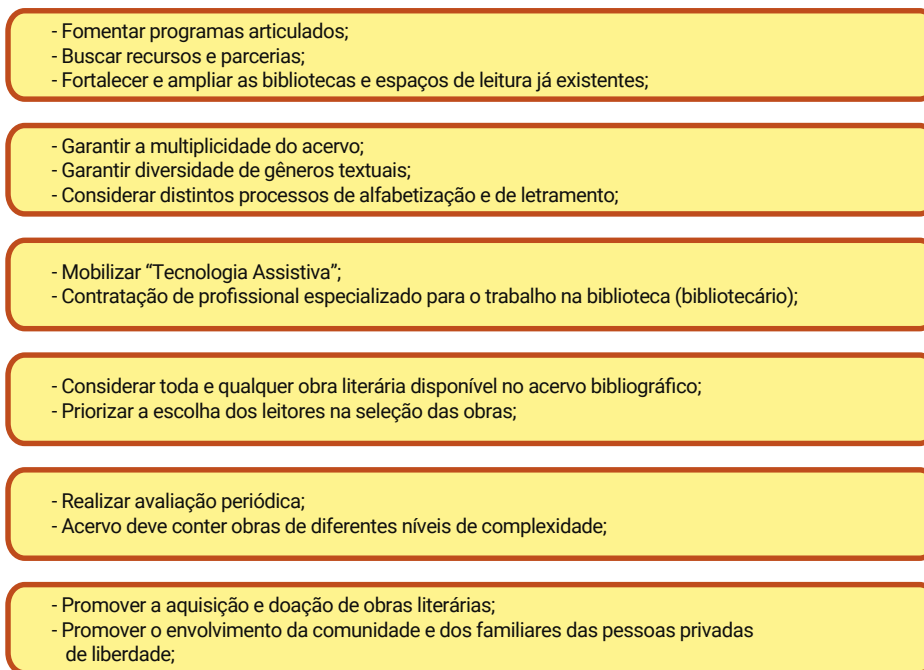 - Fomentar programas articulados;
- Buscar recursos e parcerias;
- Fortalecer e ampliar as bibliotecas e espaços de leitura já existentes;
- Garantir a multiplicidade do acervo;
- Garantir diversidade de gêneros textuais;
- Considerar distintos processos de alfabetização e de letramento;
- Mobilizar “Tecnologia Assistiva”;
- Contratação de profissional especializado para o trabalho na biblioteca (bibliotecário);
- Considerar toda e qualquer obra literária disponível no acervo bibliográfico;
- Priorizar a escolha dos leitores na seleção das obras;
- Realizar avaliação periódica;
- Acervo deve conter obras de diferentes níveis de complexidade;
- Promover a aquisição e doação de obras literárias;
- Promover o envolvimento da comunidade e dos familiares das pessoas privadas
de liberdade;